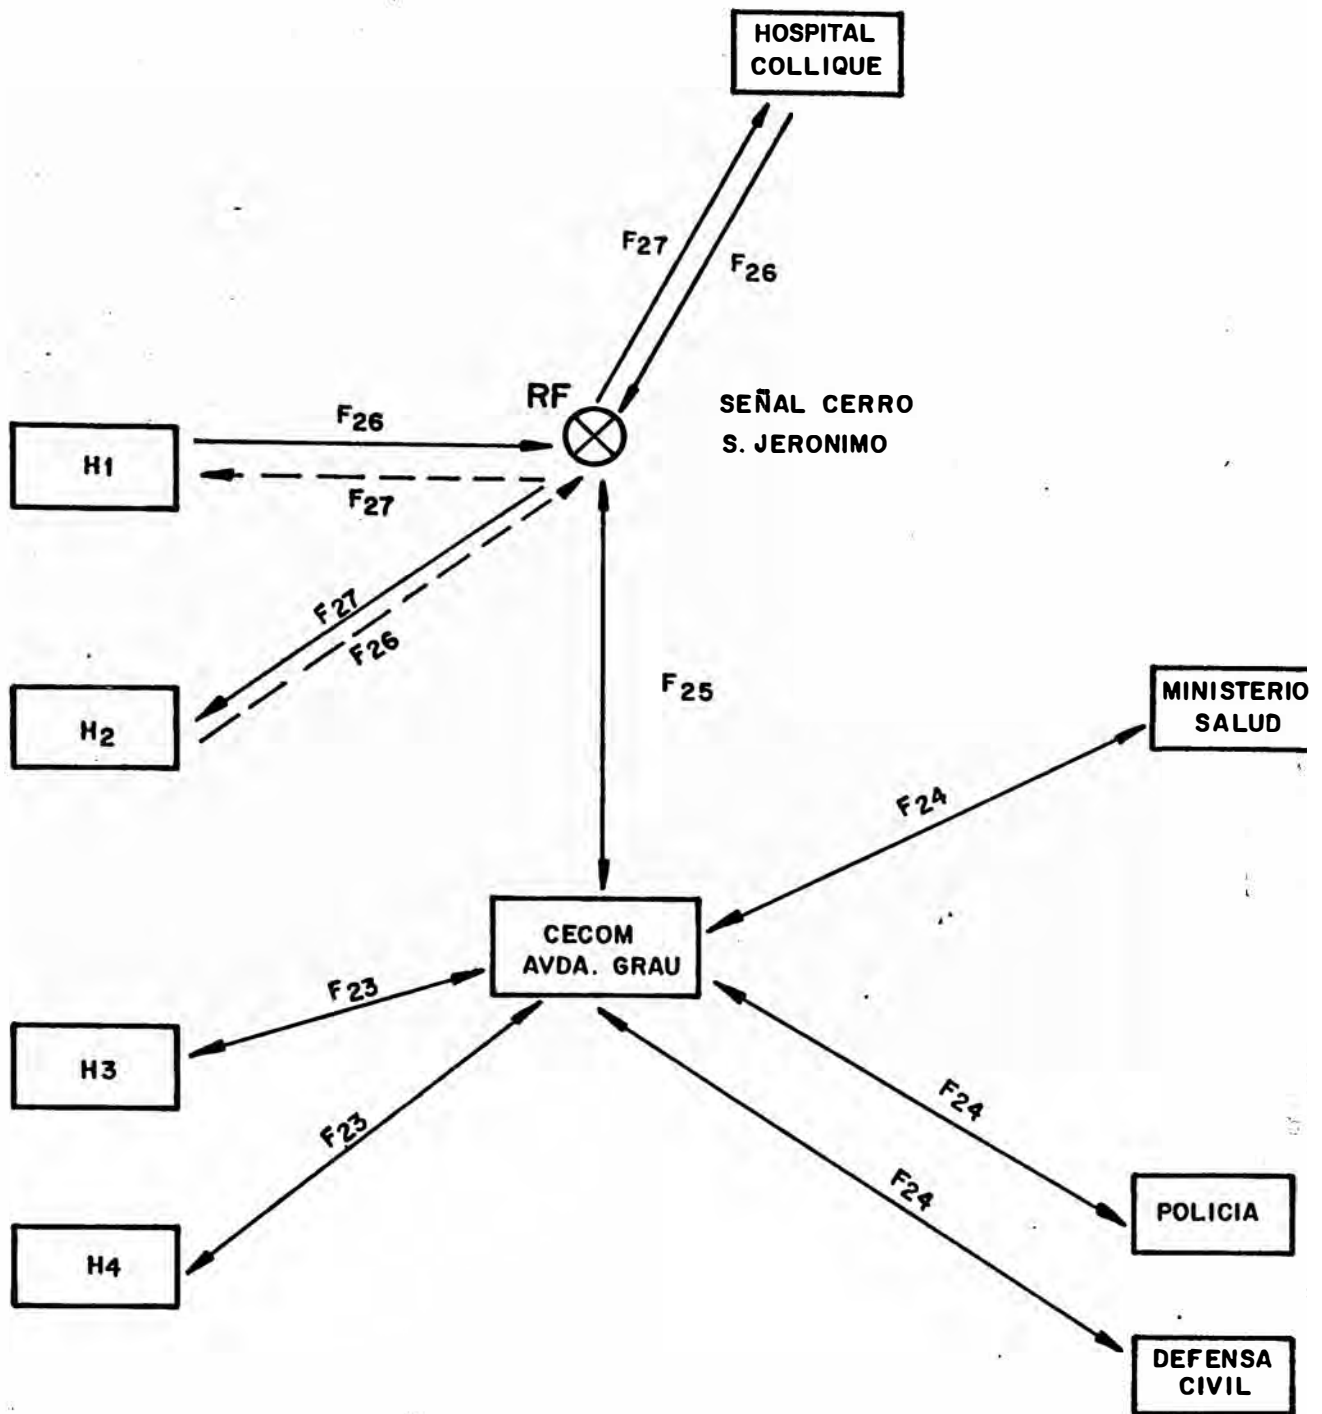 HOSPITAL
COLLIQUE
F27
F26
RF
SEÑAL CERRO
S. JERONIMO
F26
H1
F27
F27
F26
H2
F25
MINISTERIO
SALUD
F24
CECOM
AVDA. GRAU
F23
H3
F24
F23
F24
POLICIA
H4
DEFENSA
CIVIL